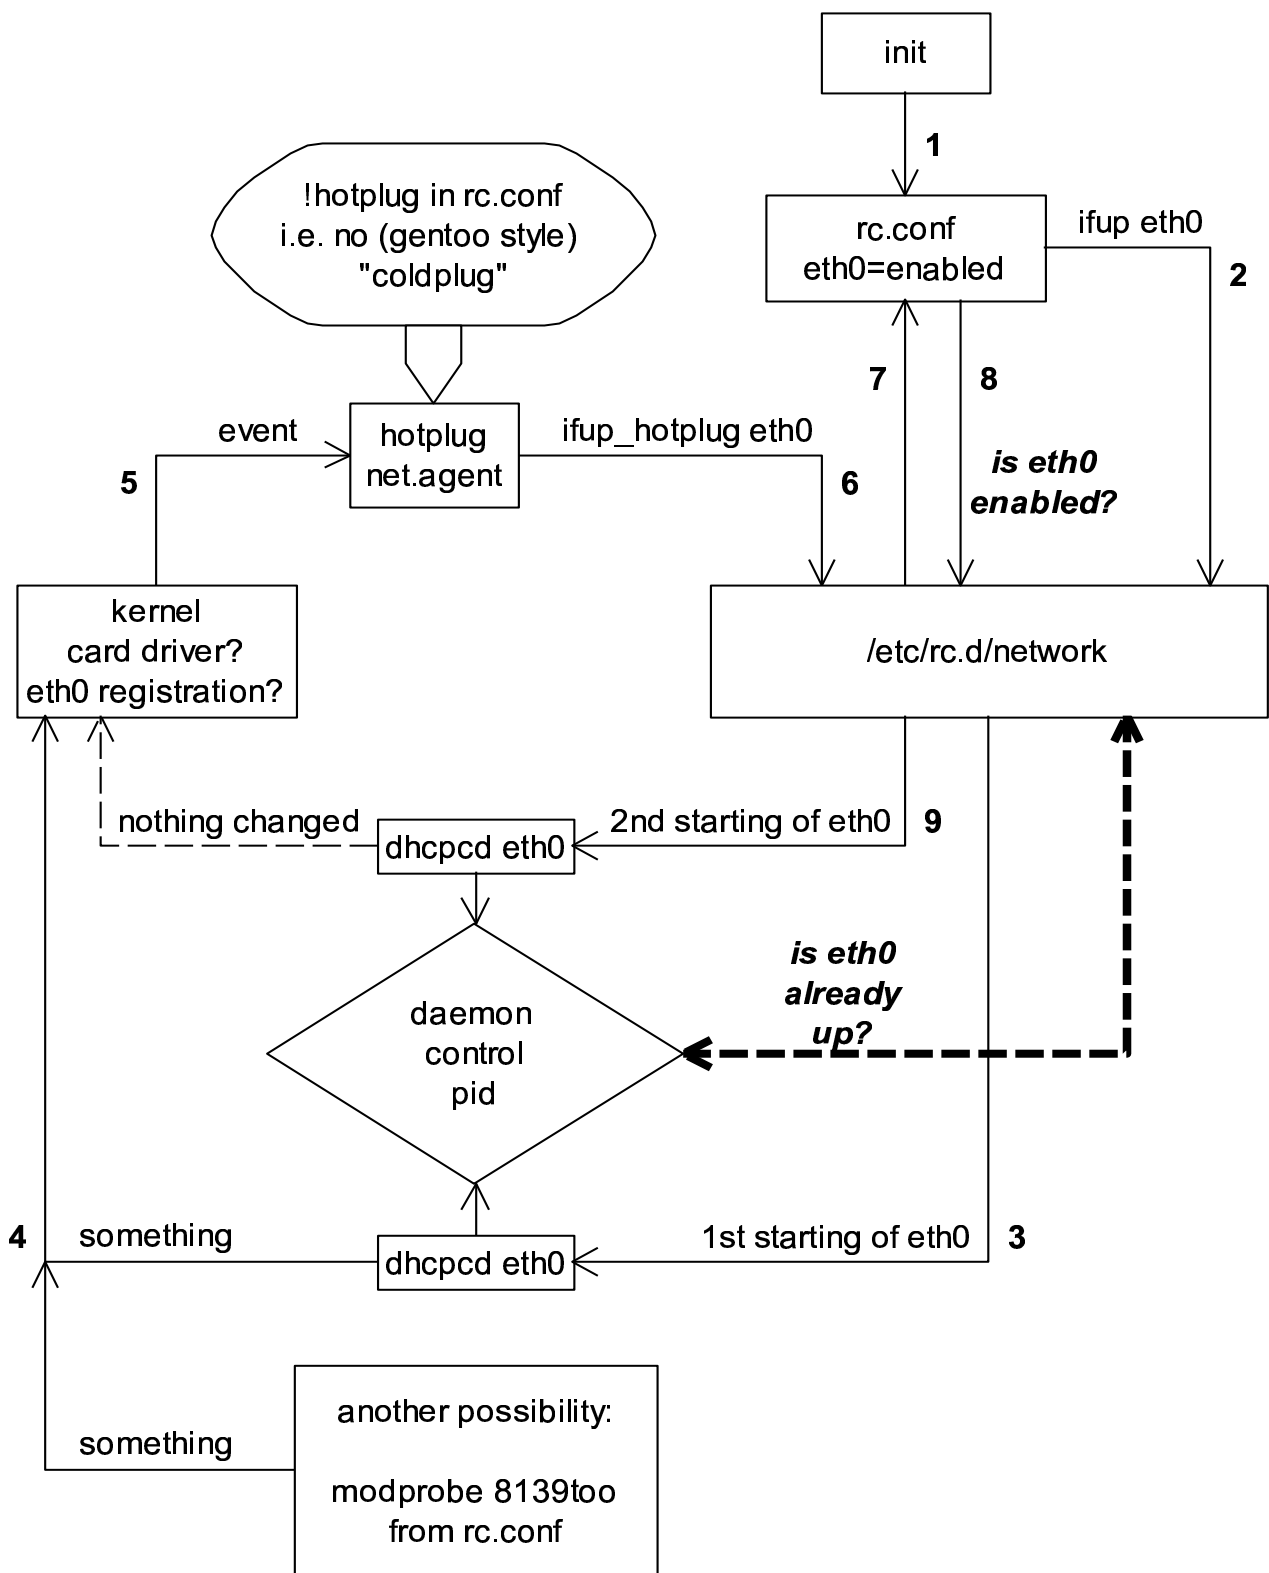 init
1
!hotplug in rc.conf
i.e. no (gentoo style)
"coldplug"
rc.conf
eth0=enabled
ifup eth0
2
7
8
event
hotplug
net.agent
ifup_hotplug eth0
5
6
is eth0
enabled?
kernel
card driver?
eth0 registration?
/etc/rc.d/network
nothing changed
dhcpcd eth0
2nd starting of eth0
9
is eth0
already
up?
daemon
control
pid
4
something
dhcpcd eth0
1st starting of eth0
3
something
another possibility:
modprobe 8139too
from rc.conf